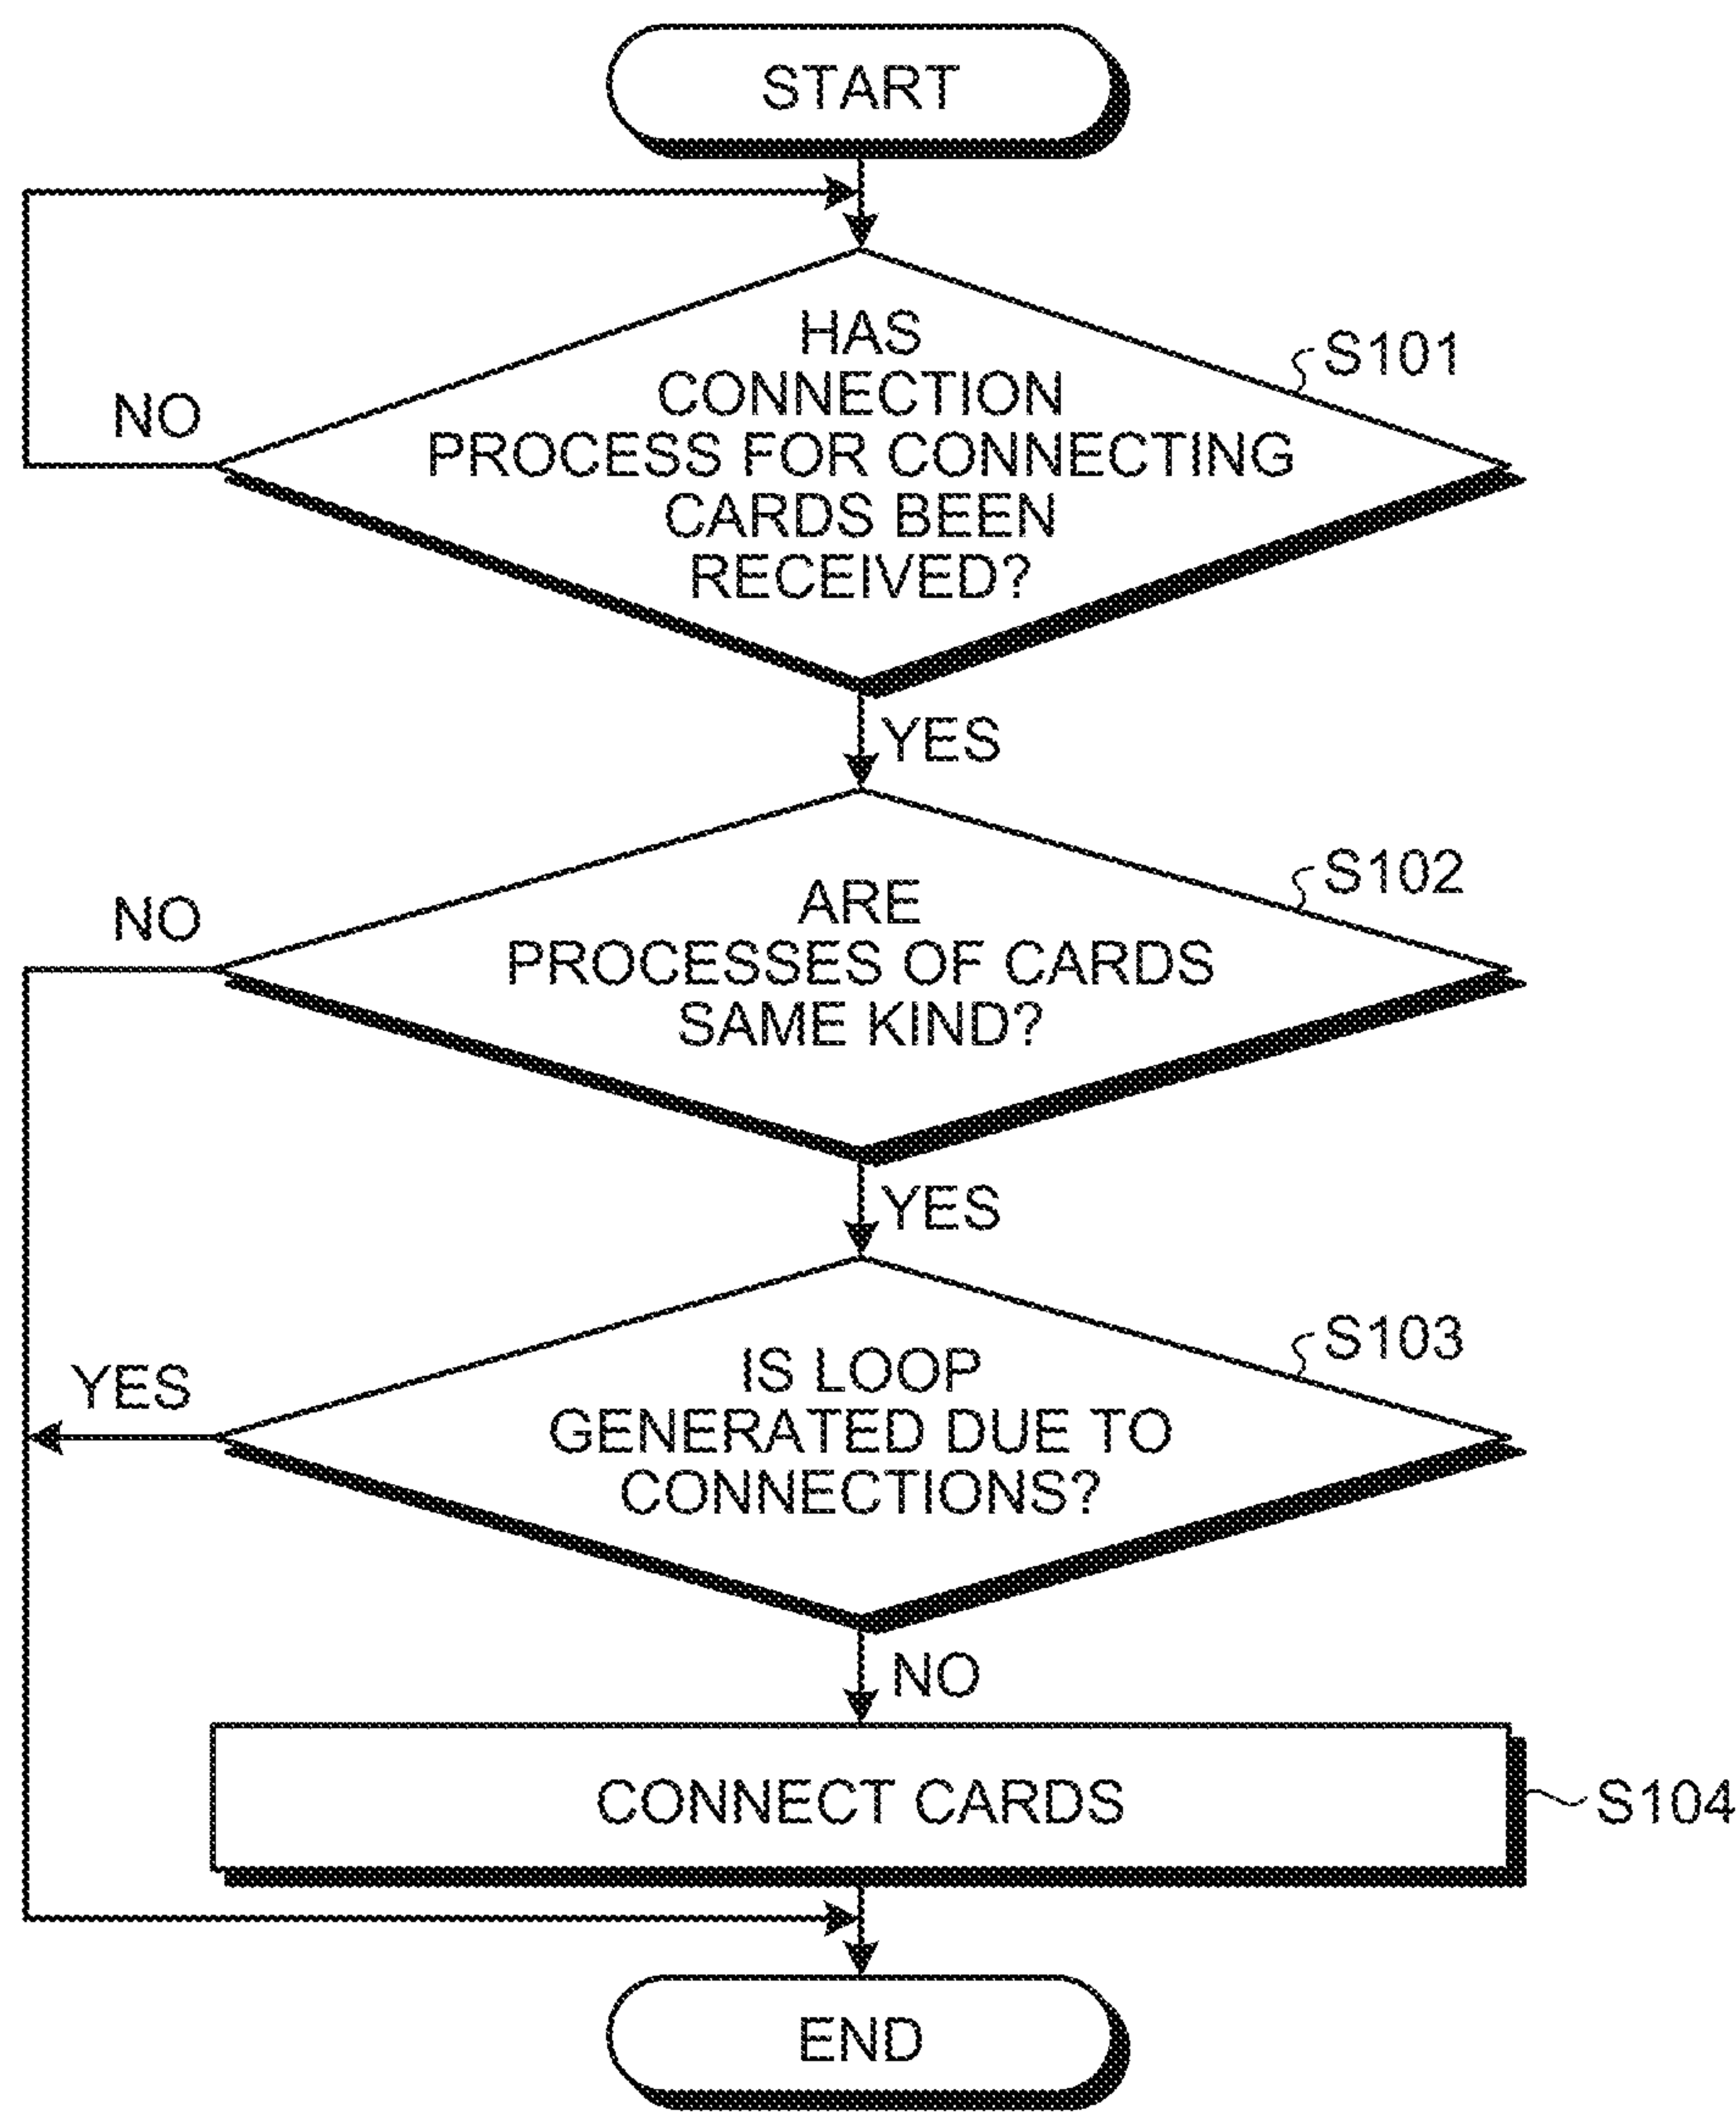 START
HAS
CONNECTION
PROCESS FOR CONNECTING
CARDS BEEN
RECEIVED?
S101
NO
YES
ARE
PROCESSES OF CARDS
SAME KIND?
S102
NO
YES
IS LOOP
GENERATED DUE TO
CONNECTIONS?
S103
YES
NO
CONNECT CARDS
S104
END